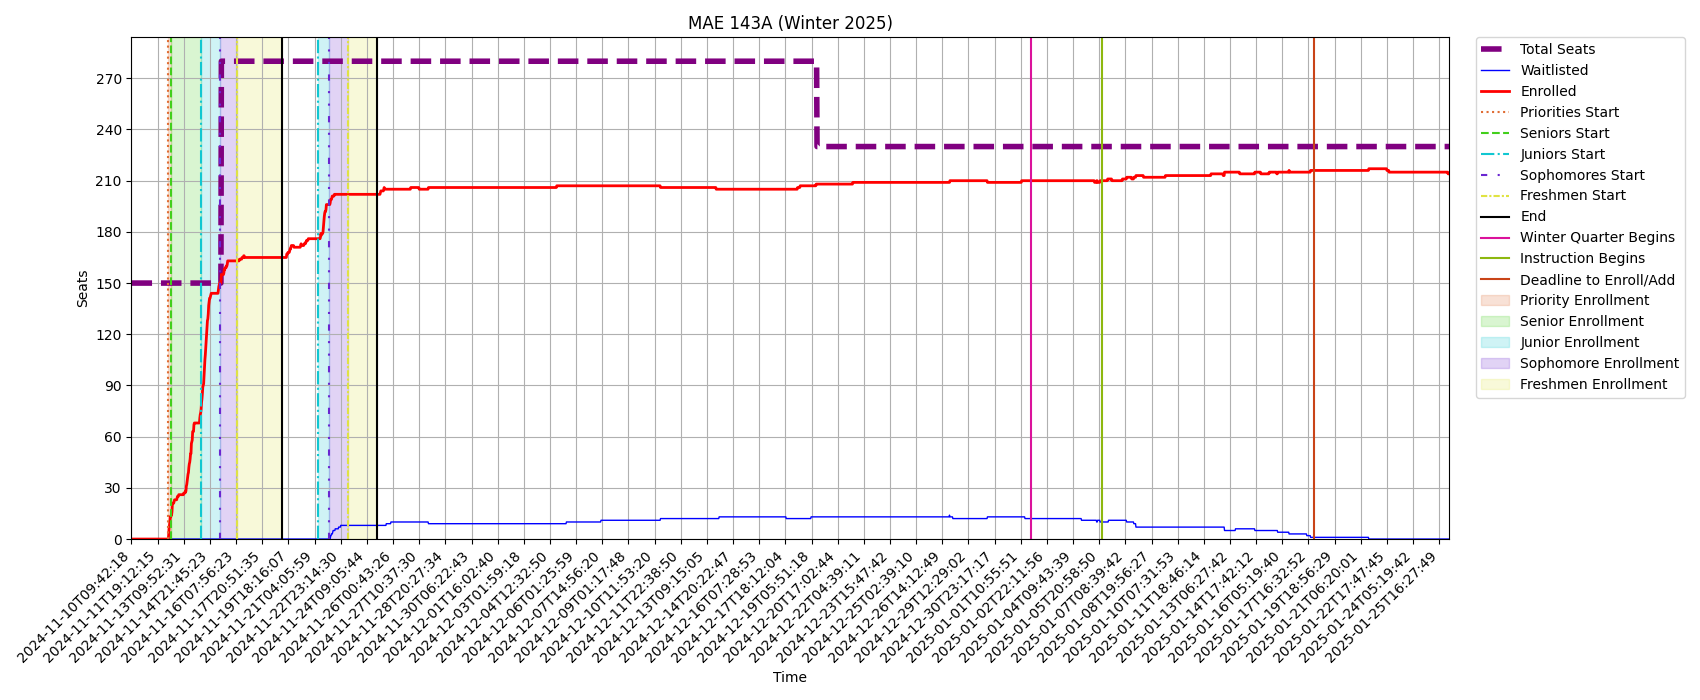 MAE 143A (Winter 2025)
Seats
270
240
210
180
150
120
90
60
30
0
2024-11-10T09:42:18
2024-11-11T19:12:15
2024-11-13T09:52:31
2024-11-14T21:45:23
2024-11-16T07:56:23
2024-11-17T20:51:35
2024-11-19T18:16:07
2024-11-21T04:05:59
2024-11-22T23:14:30
2024-11-24T09:05:44
2024-11-26T00:43:26
2024-11-27T10:37:30
2024-11-28T20:27:34
2024-11-30T06:22:43
2024-12-01T16:02:40
2024-12-03T01:59:18
2024-12-04T12:32:50
2024-12-06T01:25:59
2024-12-07T14:56:20
2024-12-09T01:17:48
2024-12-10T11:53:20
2024-12-11T22:38:50
2024-12-13T09:15:05
2024-12-14T20:22:47
2024-12-16T07:28:53
2024-12-17T18:12:04
2024-12-19T05:51:18
2024-12-20T17:02:44
2024-12-22T04:39:11
2024-12-23T15:47:42
2024-12-25T02:39:10
2024-12-26T14:12:49
2024-12-29T12:29:02
2024-12-30T23:17:17
2025-01-01T10:55:51
2025-01-02T22:11:56
2025-01-04T09:43:39
2025-01-05T20:58:50
2025-01-07T08:39:42
2025-01-08T19:56:27
2025-01-10T07:31:53
2025-01-11T18:46:14
2025-01-13T06:27:42
2025-01-14T17:42:12
2025-01-16T05:19:40
2025-01-17T16:32:52
2025-01-19T18:56:29
2025-01-21T06:20:01
2025-01-22T17:47:45
2025-01-24T05:19:42
2025-01-25T16:27:49
Time
Total Seats
Waitlisted
Enrolled
Priorities Start
Seniors Start
Juniors Start
Sophomores Start
Freshmen Start
End
Winter Quarter Begins
Instruction Begins
Deadline to Enroll/Add
Priority Enrollment
Senior Enrollment
Junior Enrollment
Sophomore Enrollment
Freshmen Enrollment